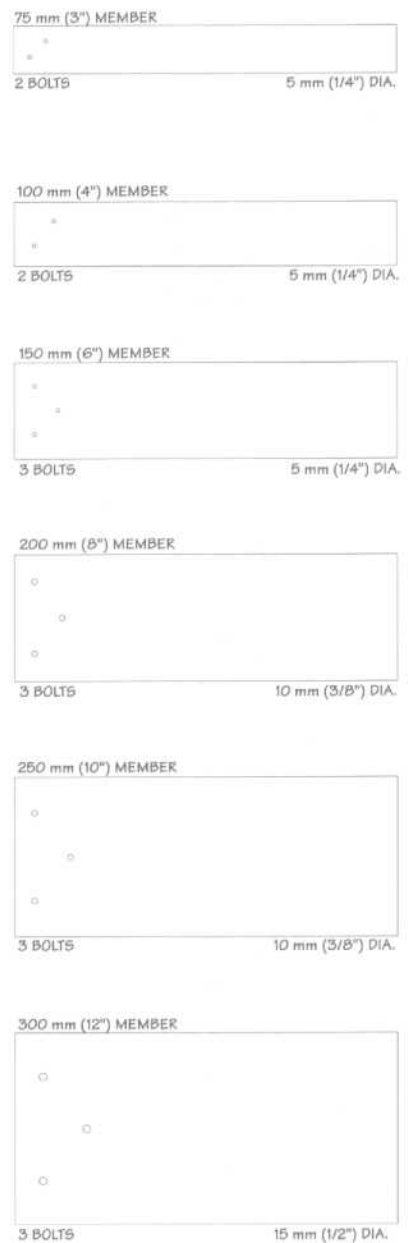 75 mm (3") MEMBER
2 BOLTS 5 mm (1/4") DIA.
100 mm (4") MEMBER
2 BOLTS 5 mm (1/4") DIA.
150 mm (6") MEMBER
3 BOLTS 5 mm (1/4") DIA.
200 mm (8") MEMBER
3 BOLTS 10 mm (3/8") DIA.
250 mm (10") MEMBER
3 BOLTS 10 mm (3/8") DIA.
300 mm (12") MEMBER
3 BOLTS 15 mm (1/2") DIA.